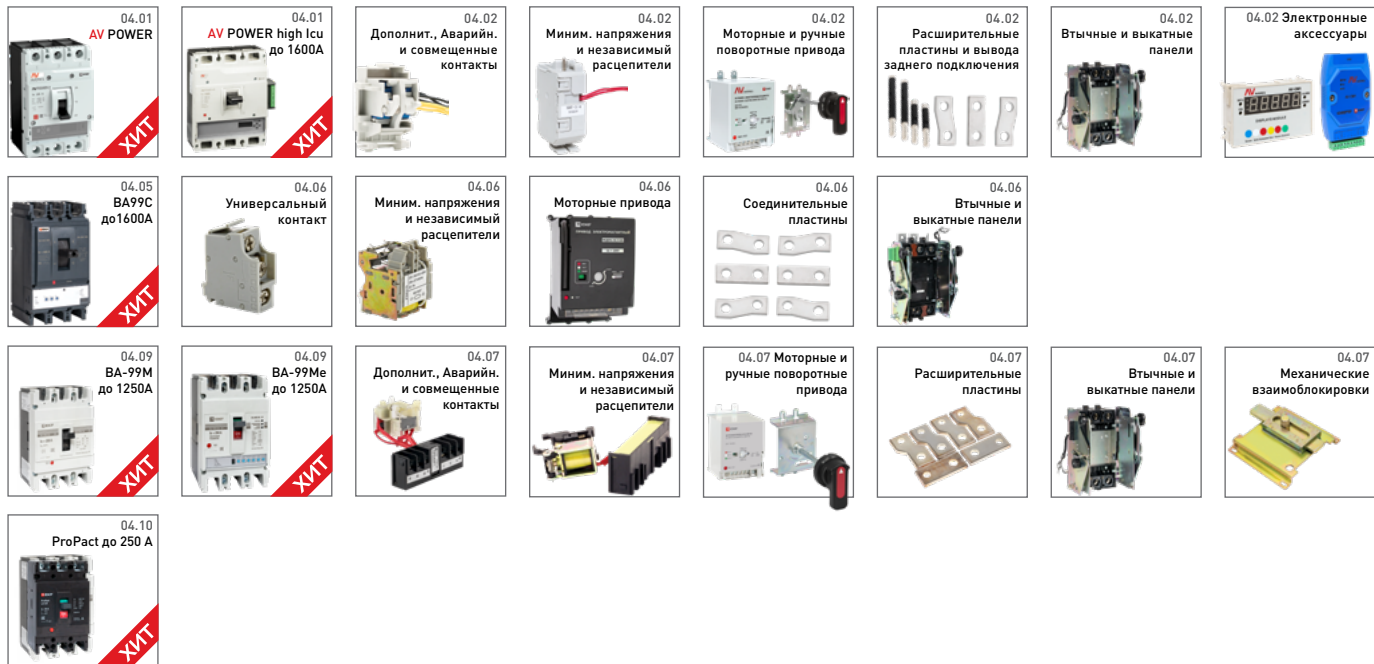 04.01
AV POWER
ХИТ
04.01
AV POWER high Icu
до 1600А
ХИТ
04.02
Дополнит., Аварийн.
и совмещенные
контакты
04.02
Миним. напряжения
и независимый
расцепители
04.02
Моторные и ручные
поворотные привода
04.02
Расширительные
пластины и вывода
заднего подключения
04.02
Втычные и выкатные
панели
04.02 Электронные
аксессуары
04.05
ВА99С
до1600А
ХИТ
04.06
Универсальный
контакт
04.06
Миним. напряжения
и независимый
расцепители
04.06
Моторные привода
04.06
Соединительные
пластины
04.06
Втычные и
выкатные панели
04.09
ВА-99М
до 1250А
ХИТ
04.09
ВА-99Ме
до 1250А
ХИТ
04.07
Дополнит., Аварийн.
и совмещенные
контакты
04.07
Миним. напряжения
и независимый
расцепители
04.07 Моторные и
ручные поворотные
привода
04.07
Расширительные
пластины
04.07
Втычные и
выкатные панели
04.07
Механические
взаимоблокировки
04.10
ProPact до 250 А
ХИТ